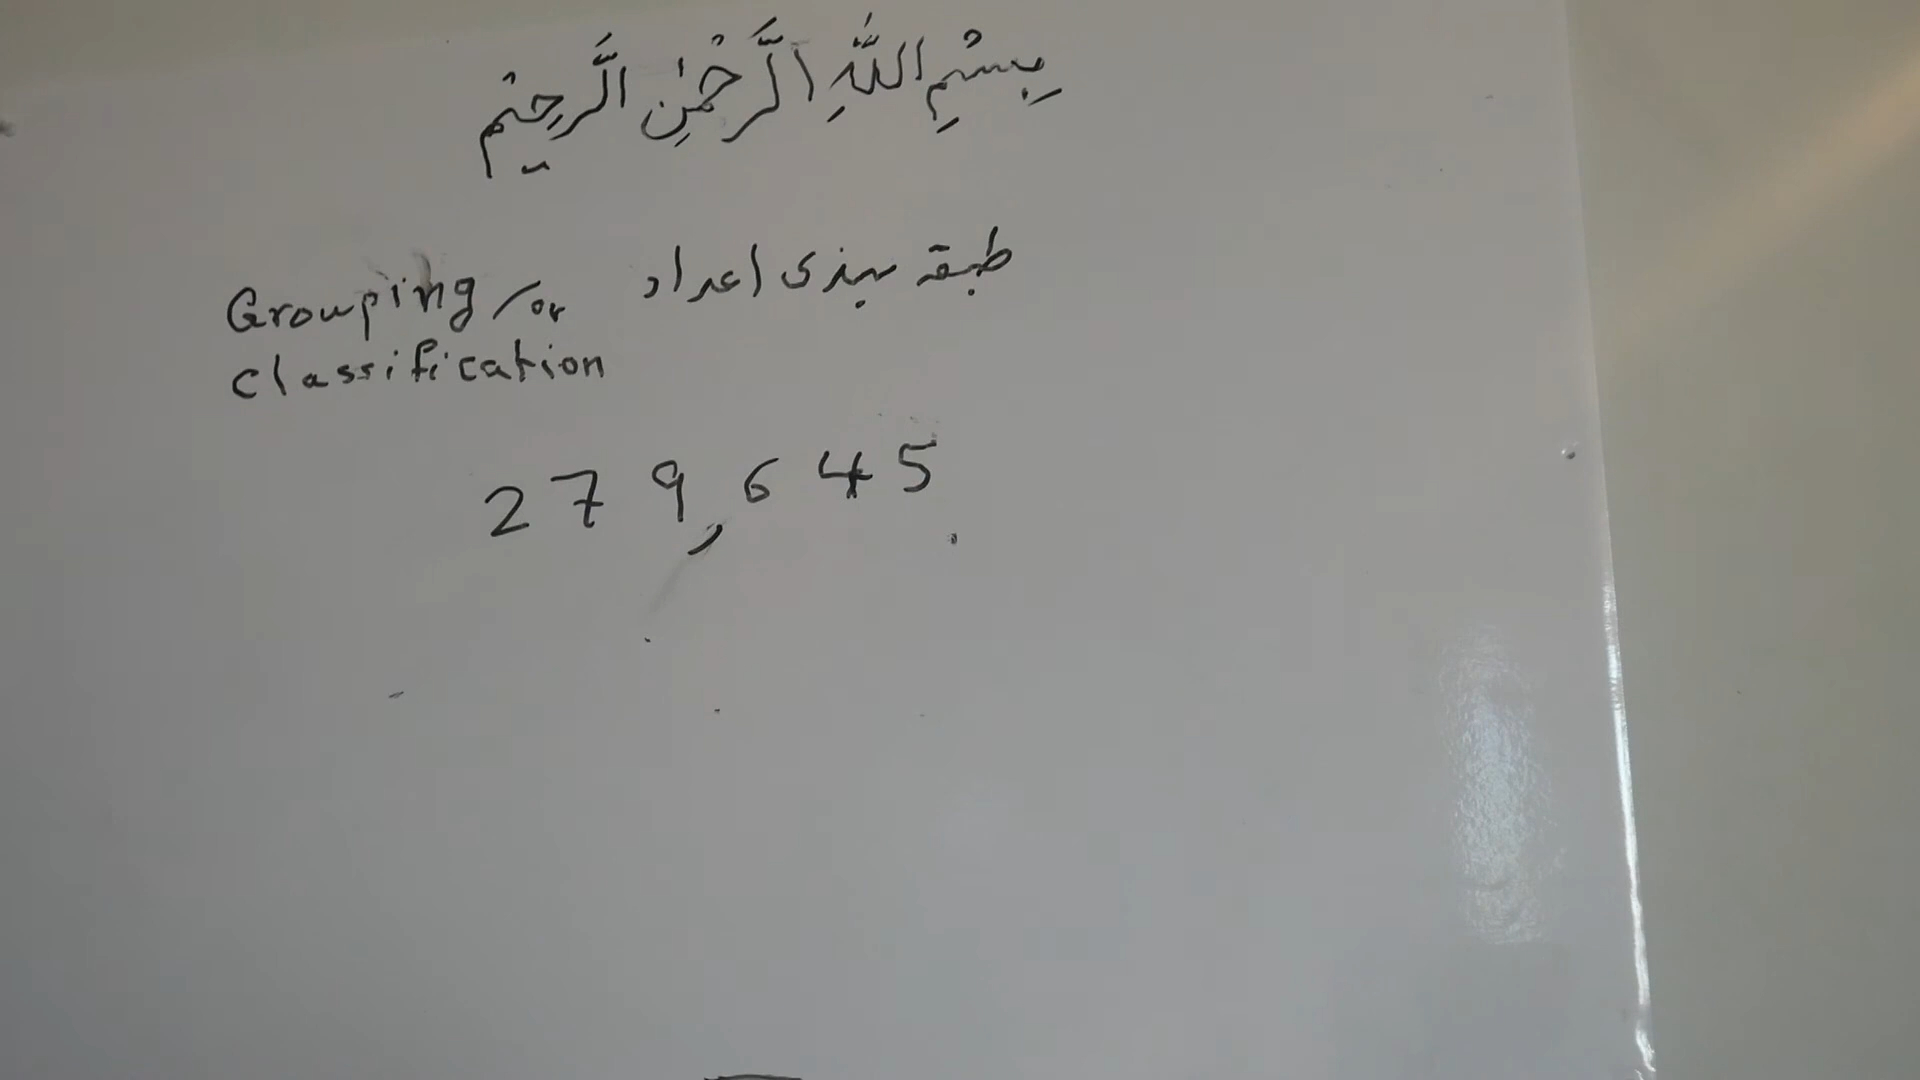 بِسْمِ اللَّهِ الرَّحْمٰنِ الرَّحِیْم
طبقه بندی اعداد
Grouping / or
classification
279,645